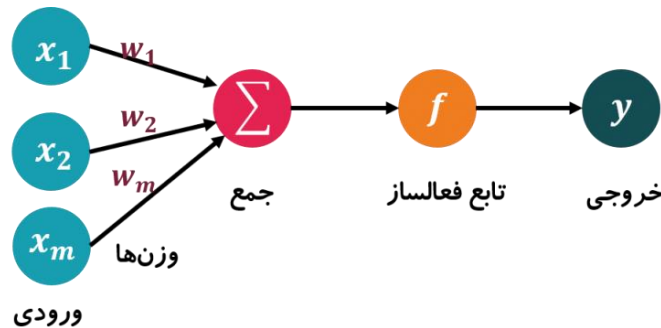 x₁
w₁
x₂
w₂
wₘ
xₘ
∑
f
y
ورودی
وزن‌ها
جمع
تابع فعالساز
خروجی